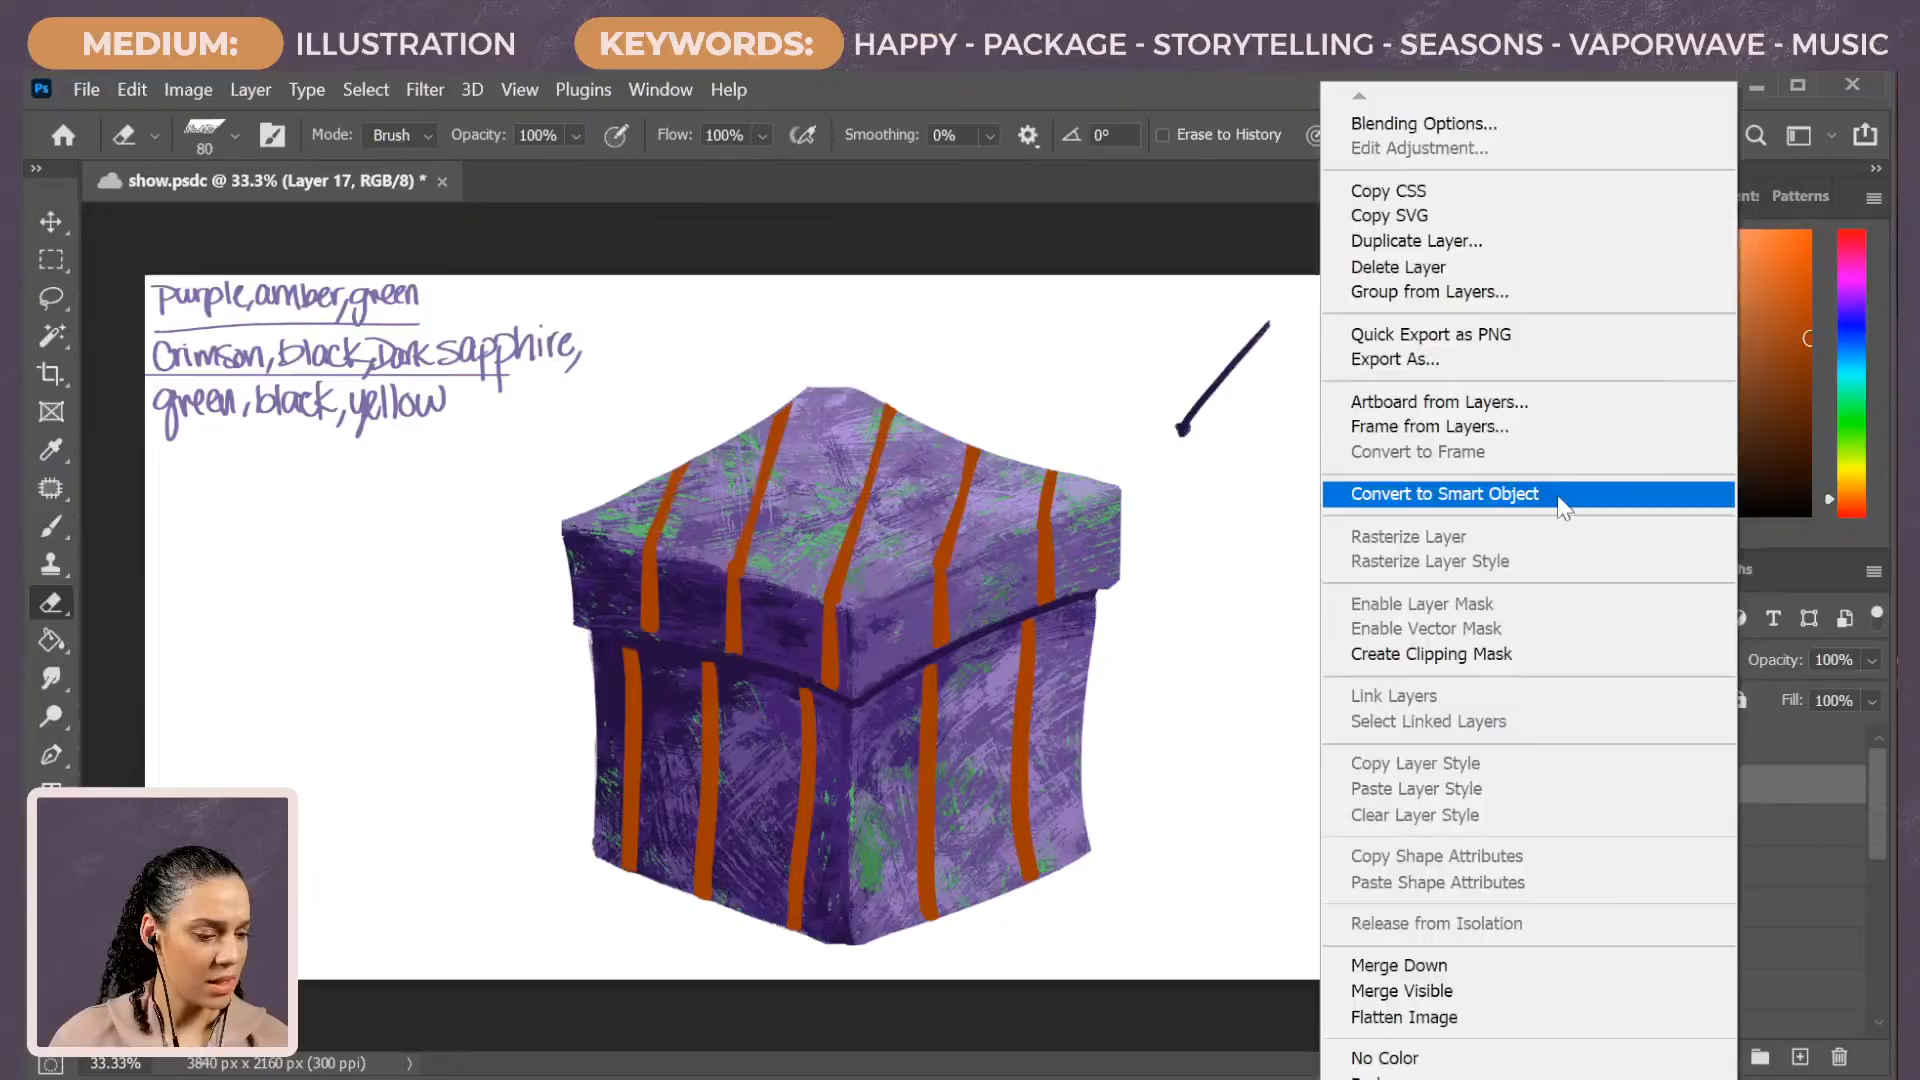 MEDIUM: ILLUSTRATION KEYWORDS: HAPPY - PACKAGE - STORYTELLING - SEASONS - VAPORWAVE - MUSIC
Ps File Edit Image Layer Type Select Filter 3D View Plugins Window Help
80 Mode: Brush Opacity: 100% Flow: 100% Smoothing: 0% 0° Erase to History
show.psdc @ 33.3% (Layer 17, RGB/8) *
purple, amber, green
Crimson, black, Dark sapphire,
green, black, yellow
Blending Options...
Edit Adjustment...
Copy CSS
Copy SVG
Duplicate Layer...
Delete Layer
Group from Layers...
Quick Export as PNG
Export As...
Artboard from Layers...
Frame from Layers...
Convert to Frame
Convert to Smart Object
Rasterize Layer
Rasterize Layer Style
Enable Layer Mask
Enable Vector Mask
Create Clipping Mask
Link Layers
Select Linked Layers
Copy Layer Style
Paste Layer Style
Clear Layer Style
Copy Shape Attributes
Paste Shape Attributes
Release from Isolation
Merge Down
Merge Visible
Flatten Image
No Color
Patterns
Opacity: 100%
Fill: 100%
33.33% 3840 px x 2160 px (300 ppi)